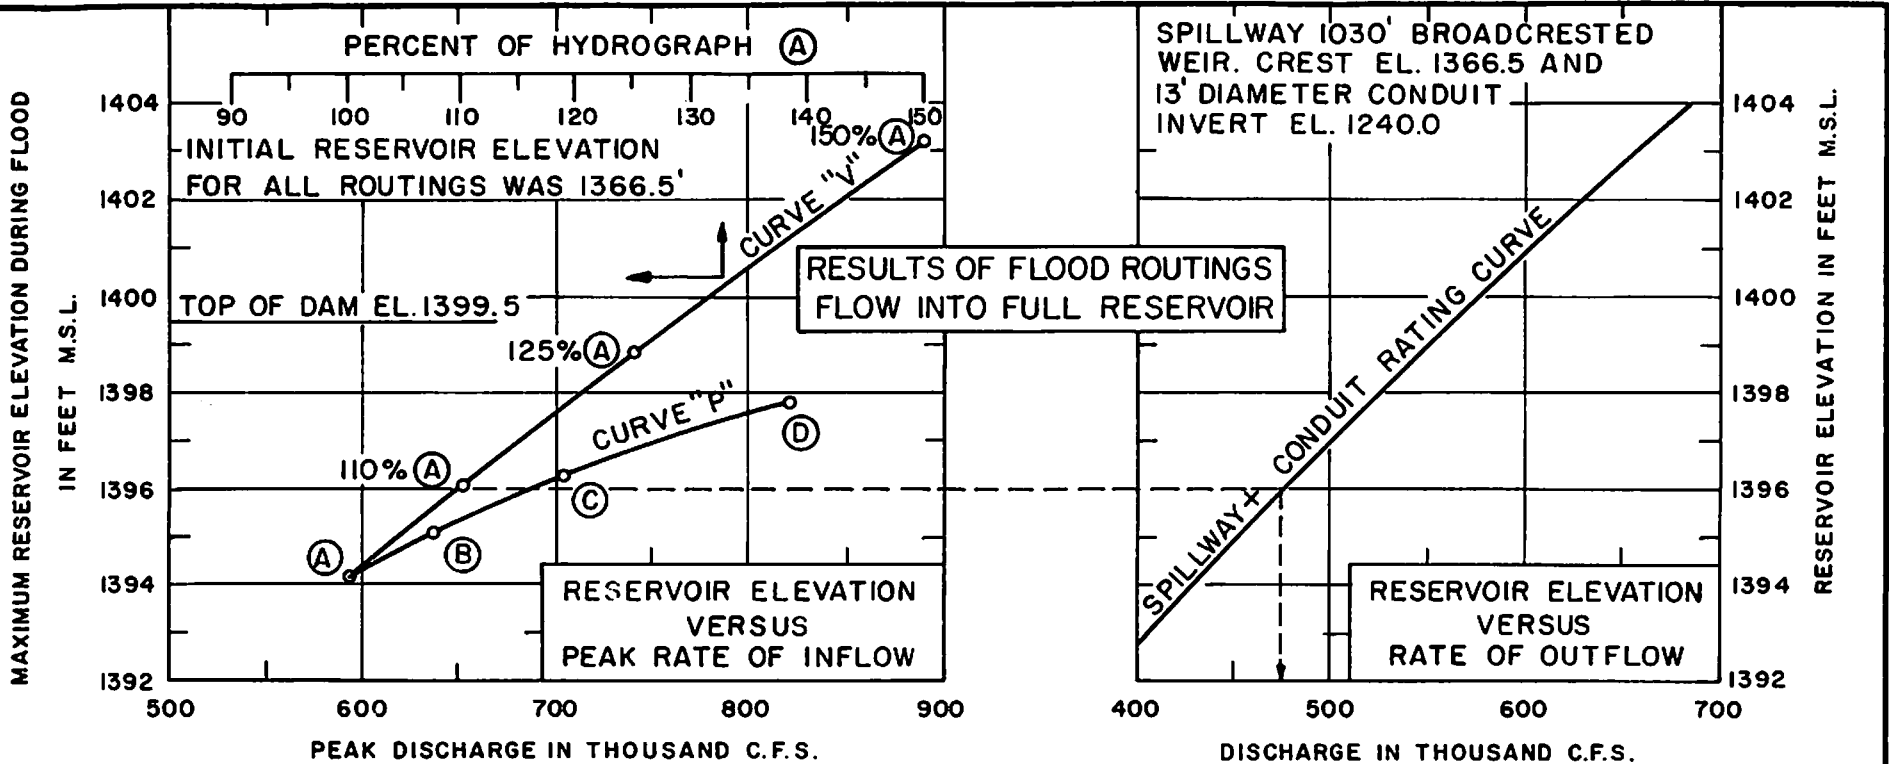 MAXIMUM RESERVOIR ELEVATION DURING FLOOD
IN FEET M.S.L.
PERCENT OF HYDROGRAPH A
90 100 110 120 130 140 150
INITIAL RESERVOIR ELEVATION
FOR ALL ROUTINGS WAS 1366.5'
TOP OF DAM EL. 1399.5
150% A
CURVE "V"
125% A
CURVE "P"
110% A
A
B
C
D
RESERVOIR ELEVATION
VERSUS
PEAK RATE OF INFLOW
1404
1402
1400
1398
1396
1394
1392
500 600 700 800 900
PEAK DISCHARGE IN THOUSAND C.F.S.
RESULTS OF FLOOD ROUTINGS
FLOW INTO FULL RESERVOIR
SPILLWAY 1030' BROADCRESTED
WEIR. CREST EL. 1366.5 AND
13' DIAMETER CONDUIT
INVERT EL. 1240.0
SPILLWAY X CONDUIT RATING CURVE
RESERVOIR ELEVATION
VERSUS
RATE OF OUTFLOW
1404
1402
1400
1398
1396
1394
1392
400 500 600 700
DISCHARGE IN THOUSAND C.F.S.
RESERVOIR ELEVATION IN FEET M.S.L.